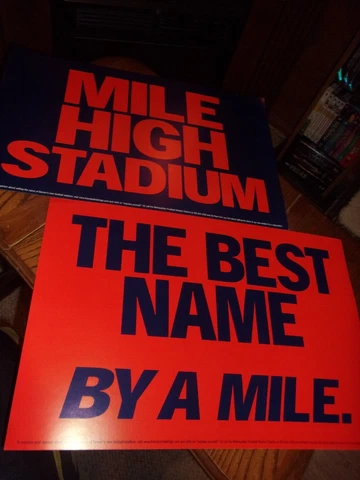 MILE
HIGH
STADIUM
THE BEST
NAME
BY A MILE.